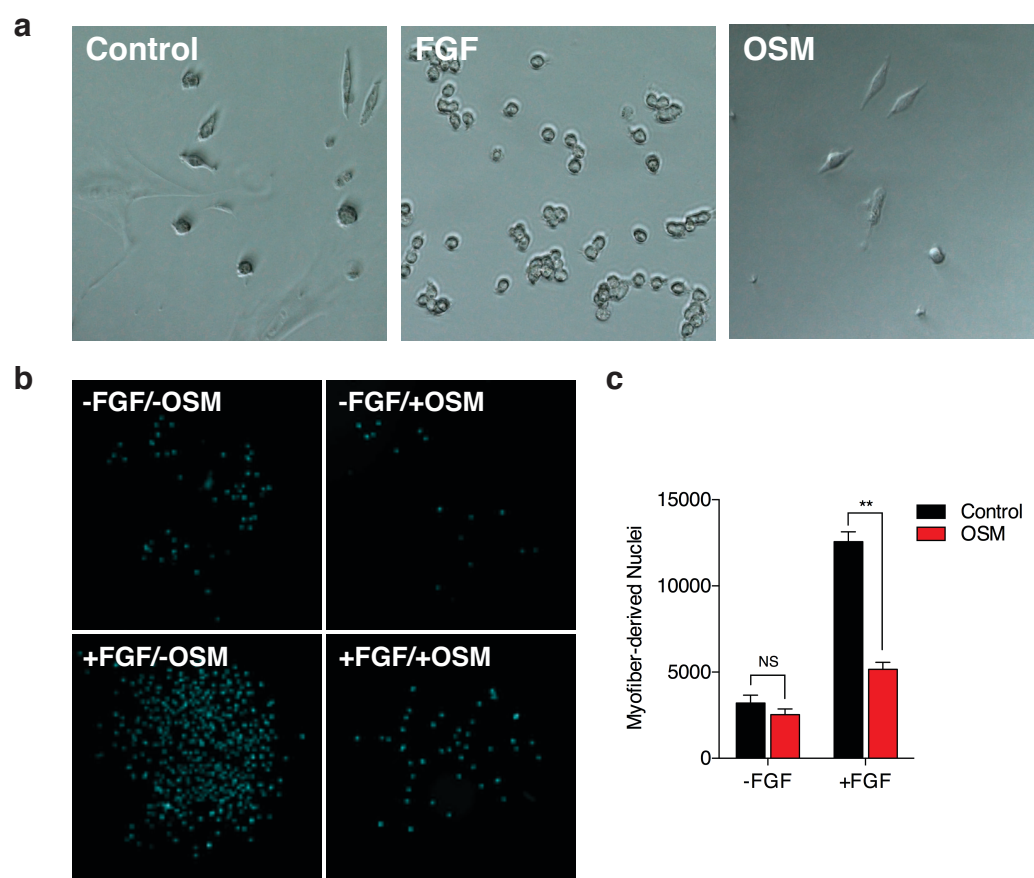 a
Control
FGF
OSM
b
-FGF/-OSM
-FGF/+OSM
+FGF/-OSM
+FGF/+OSM
c
Myofiber-derived Nuclei
15000
10000
5000
0
NS
**
Control
OSM
-FGF
+FGF